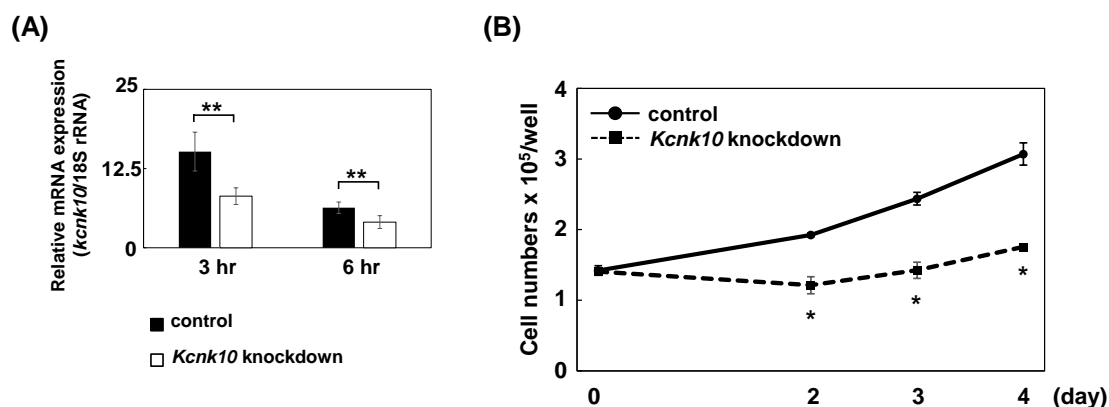 (A)
Relative mRNA expression
(kcnk10/18S rRNA)
25
12.5
0
**
**
3 hr
6 hr
control
Kcnk10 knockdown
(B)
Cell numbers x 10⁵/well
4
3
2
1
0
control
Kcnk10 knockdown
*
*
*
0 2 3 4 (day)